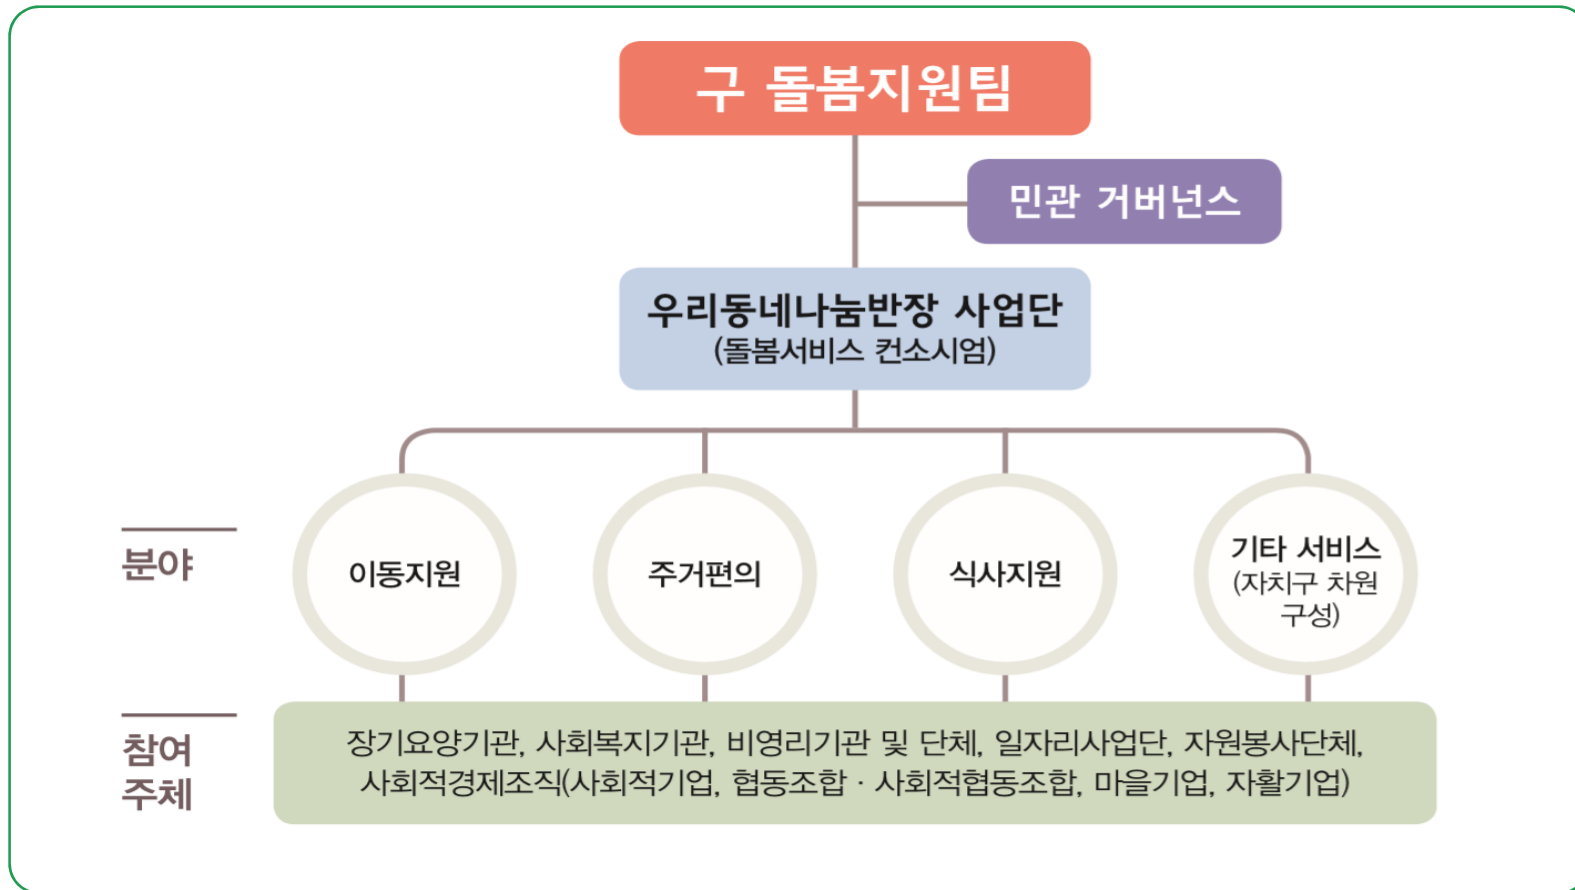 구 돌봄지원팀
민관 거버넌스
우리동네나눔반장 사업단
(돌봄서비스 컨소시엄)
분야
이동지원
주거편의
식사지원
기타 서비스
(자치구 차원
구성)
참여
주체
장기요양기관, 사회복지기관, 비영리기관 및 단체, 일자리사업단, 자원봉사단체,
사회적경제조직(사회적기업, 협동조합 · 사회적협동조합, 마을기업, 자활기업)